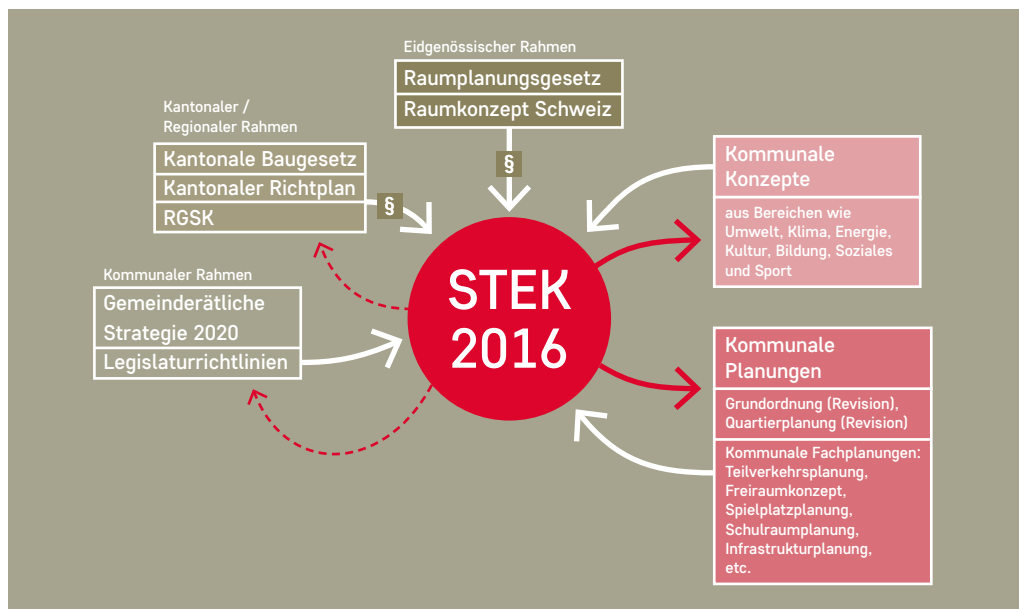 Eidgenössischer Rahmen
Raumplanungsgesetz
Raumkonzept Schweiz
§
Kantonaler /
Regionaler Rahmen
Kantonale Baugesetz
Kantonaler Richtplan
RGSK
§
Kommunaler Rahmen
Gemeinderätliche
Strategie 2020
Legislaturrichtlinien
STEK
2016
Kommunale
Konzepte
aus Bereichen wie
Umwelt, Klima, Energie,
Kultur, Bildung, Soziales
und Sport
Kommunale
Planungen
Grundordnung (Revision),
Quartierplanung (Revision)
Kommunale Fachplanungen:
Teilverkehrsplanung,
Freiraumkonzept,
Spielplatzplanung,
Schulraumplanung,
Infrastrukturplanung,
etc.